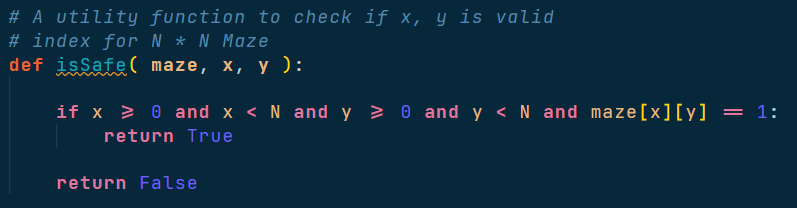 # A utility function to check if x, y is valid
# index for N * N Maze
def isSafe( maze, x, y ):
if x >= 0 and x < N and y >= 0 and y < N and maze[x][y] == 1:
return True
return False